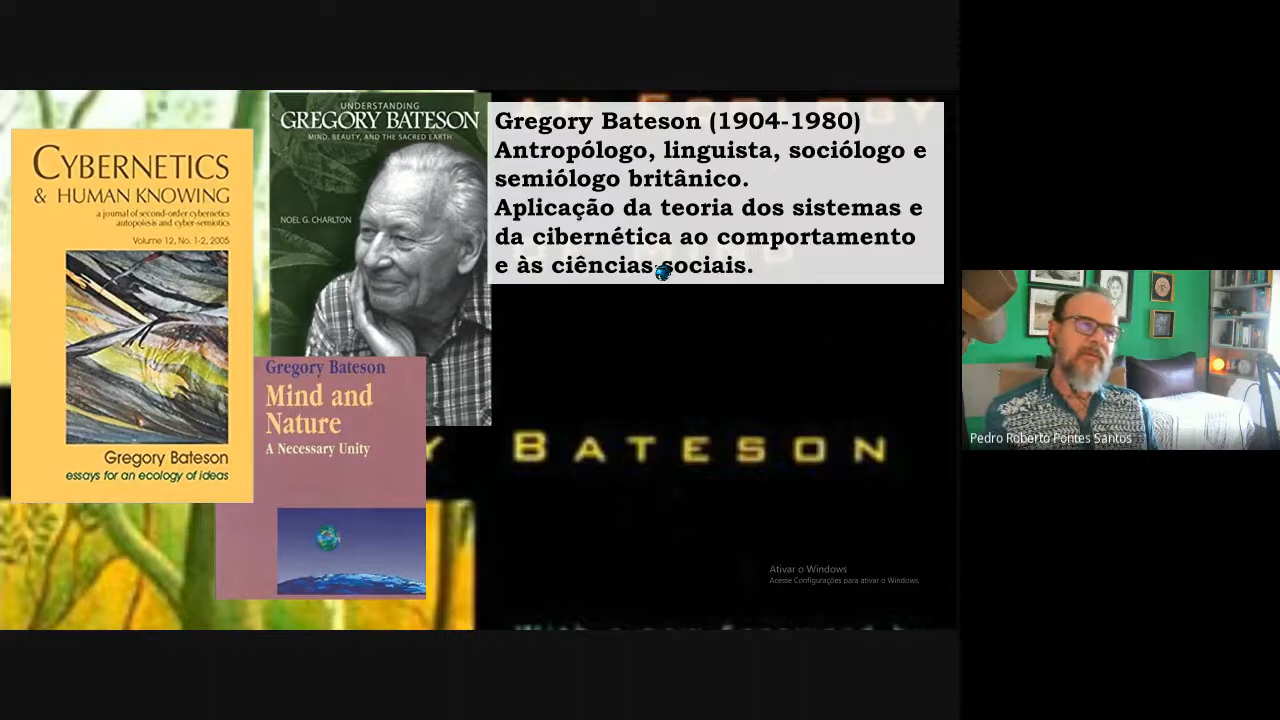 CYBERNETICS
& HUMAN KNOWING
a journal of second-order cybernetics
autopoiesis and cyber-semiotics
Volume 12, No. 1-2, 2005
Gregory Bateson
essays for an ecology of ideas
UNDERSTANDING
GREGORY BATESON
MIND, BEAUTY, AND THE SACRED EARTH
NOEL G. CHARLTON
Gregory Bateson
Mind and
Nature
A Necessary Unity
AN ECOLOGY
Gregory Bateson (1904-1980)
Antropólogo, linguista, sociólogo e
semiólogo britânico.
Aplicação da teoria dos sistemas e
da cibernética ao comportamento
e às ciências sociais.
Y BATESON
Ativar o Windows
Acesse Configurações para ativar o Windows.
Pedro Roberto Pontes Santos